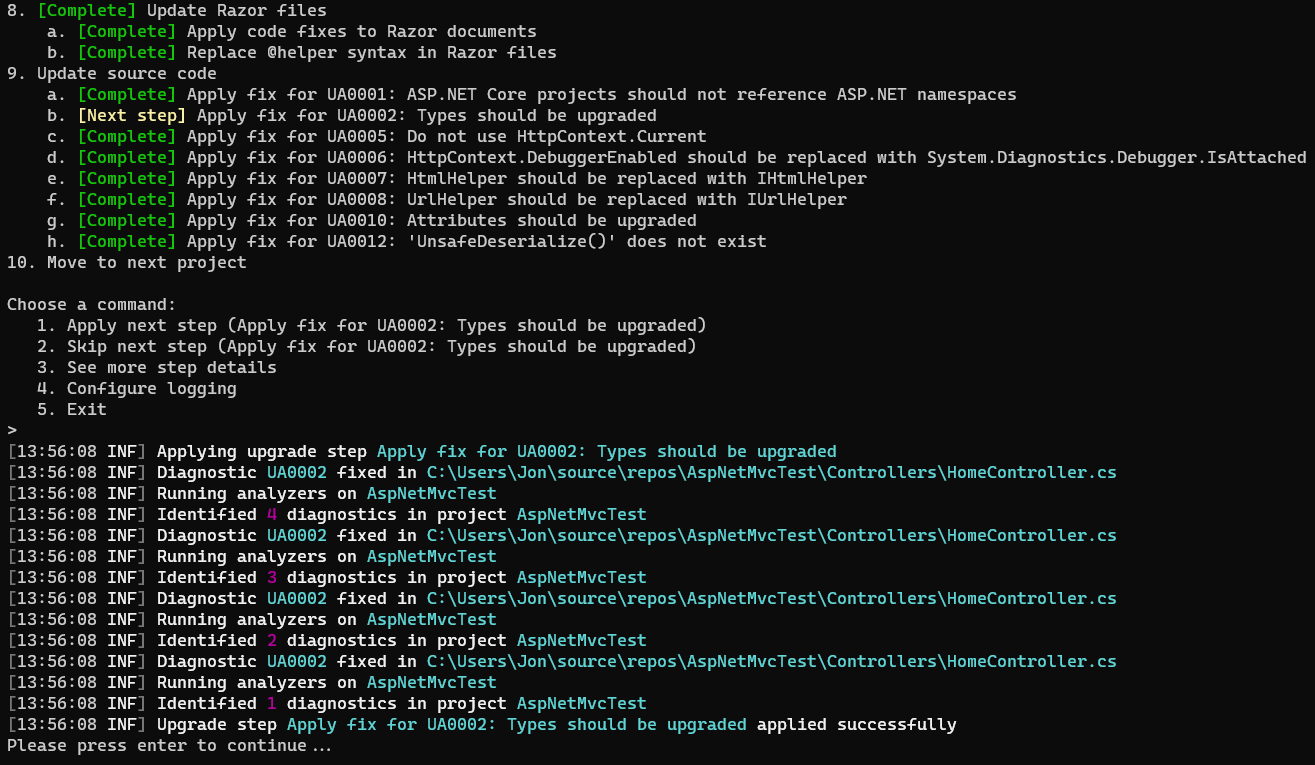 8. [Complete] Update Razor files
    a. [Complete] Apply code fixes to Razor documents
    b. [Complete] Replace @helper syntax in Razor files
9. Update source code
    a. [Complete] Apply fix for UA0001: ASP.NET Core projects should not reference ASP.NET namespaces
    b. [Next step] Apply fix for UA0002: Types should be upgraded
    c. [Complete] Apply fix for UA0005: Do not use HttpContext.Current
    d. [Complete] Apply fix for UA0006: HttpContext.DebuggerEnabled should be replaced with System.Diagnostics.Debugger.IsAttached
    e. [Complete] Apply fix for UA0007: HtmlHelper should be replaced with IHtmlHelper
    f. [Complete] Apply fix for UA0008: UrlHelper should be replaced with IUrlHelper
    g. [Complete] Apply fix for UA0010: Attributes should be upgraded
    h. [Complete] Apply fix for UA0012: 'UnsafeDeserialize()' does not exist
10. Move to next project

Choose a command:
   1. Apply next step (Apply fix for UA0002: Types should be upgraded)
   2. Skip next step (Apply fix for UA0002: Types should be upgraded)
   3. See more step details
   4. Configure logging
   5. Exit
>
[13:56:08 INF] Applying upgrade step Apply fix for UA0002: Types should be upgraded
[13:56:08 INF] Diagnostic UA0002 fixed in C:\Users\Jon\source\repos\AspNetMvcTest\Controllers\HomeController.cs
[13:56:08 INF] Running analyzers on AspNetMvcTest
[13:56:08 INF] Identified 4 diagnostics in project AspNetMvcTest
[13:56:08 INF] Diagnostic UA0002 fixed in C:\Users\Jon\source\repos\AspNetMvcTest\Controllers\HomeController.cs
[13:56:08 INF] Running analyzers on AspNetMvcTest
[13:56:08 INF] Identified 3 diagnostics in project AspNetMvcTest
[13:56:08 INF] Diagnostic UA0002 fixed in C:\Users\Jon\source\repos\AspNetMvcTest\Controllers\HomeController.cs
[13:56:08 INF] Running analyzers on AspNetMvcTest
[13:56:08 INF] Identified 2 diagnostics in project AspNetMvcTest
[13:56:08 INF] Diagnostic UA0002 fixed in C:\Users\Jon\source\repos\AspNetMvcTest\Controllers\HomeController.cs
[13:56:08 INF] Running analyzers on AspNetMvcTest
[13:56:08 INF] Identified 1 diagnostics in project AspNetMvcTest
[13:56:08 INF] Upgrade step Apply fix for UA0002: Types should be upgraded applied successfully
Please press enter to continue...